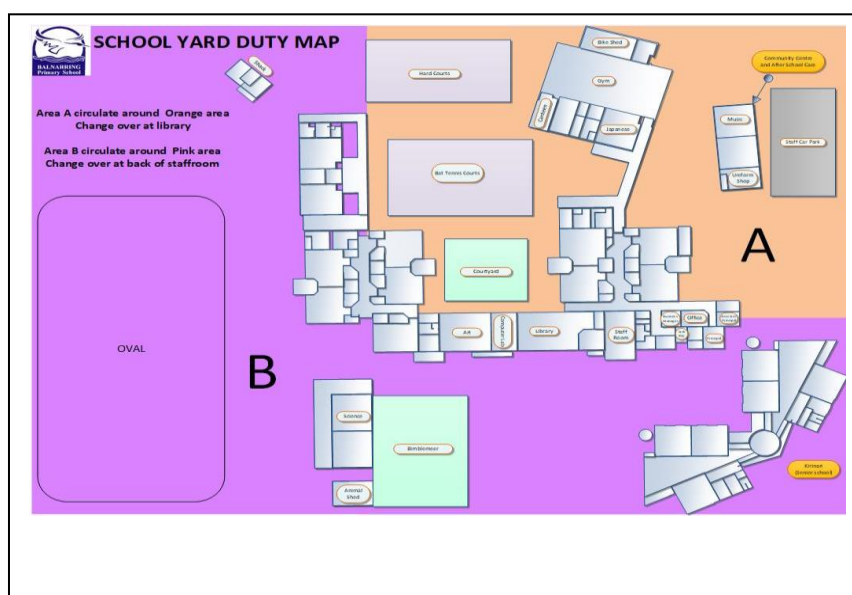 SCHOOL YARD DUTY MAP
BALNARRING
Primary School
Area A circulate around Orange area
Change over at library
Area B circulate around Pink area
Change over at back of staffroom
Shed
Hard Courts
Bike Shed
Gym
Canteen
Japanese
Community Centre
and After School Care
Music
Staff Car Park
Uniform
Shop
Bat Tennis Courts
A
Courtyard
Art
Computer Lab
Library
Staff
Room
Office
OVAL
B
Science
Animal
Shed